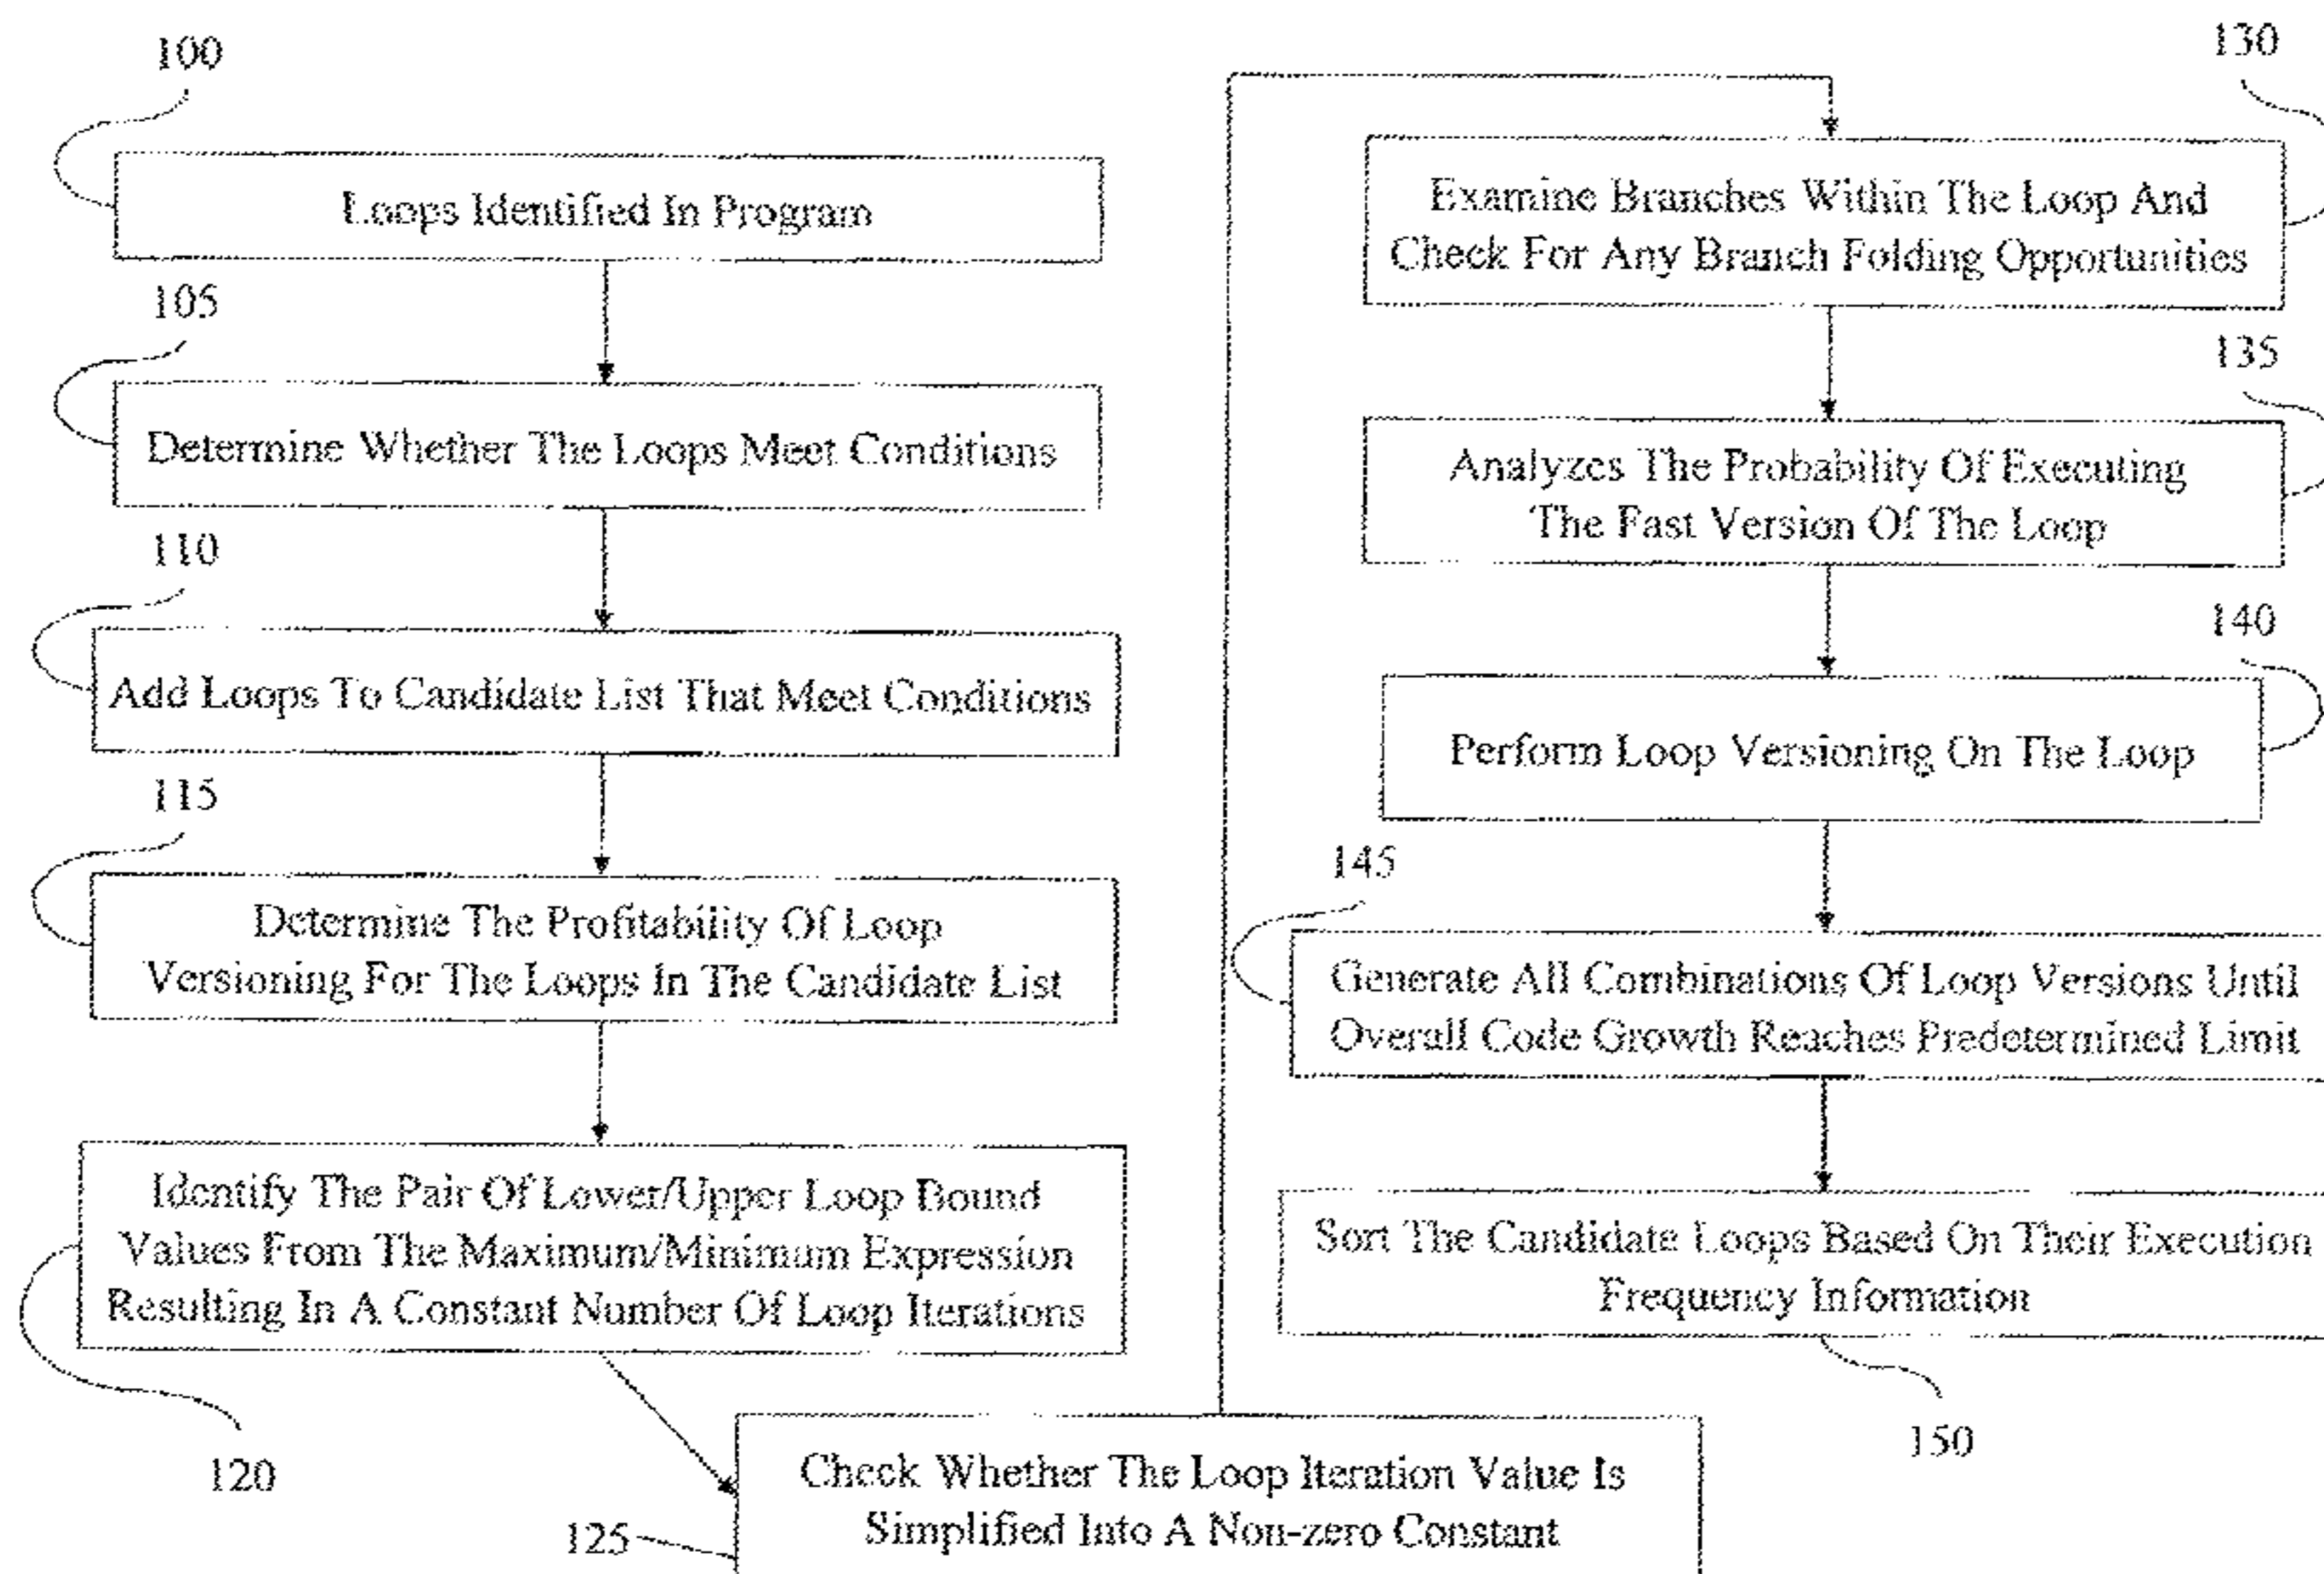 100
Loops Identified In Program
105
Determine Whether The Loops Meet Conditions
110
Add Loops To Candidate List That Meet Conditions
115
Determine The Profitability Of Loop
Versioning For The Loops In The Candidate List
Identify The Pair Of Lower/Upper Loop Bound
Values From The Maximum/Minimum Expression
Resulting In A Constant Number Of Loop Iterations
120
Check Whether The Loop Iteration Value Is
Simplified Into A Non-zero Constant
125
130
Examine Branches Within The Loop And
Check For Any Branch Folding Opportunities
135
Analyzes The Probability Of Executing
The Fast Version Of The Loop
140
Perform Loop Versioning On The Loop
145
Generate All Combinations Of Loop Versions Until
Overall Code Growth Reaches Predetermined Limit
Sort The Candidate Loops Based On Their Execution
Frequency Information
150